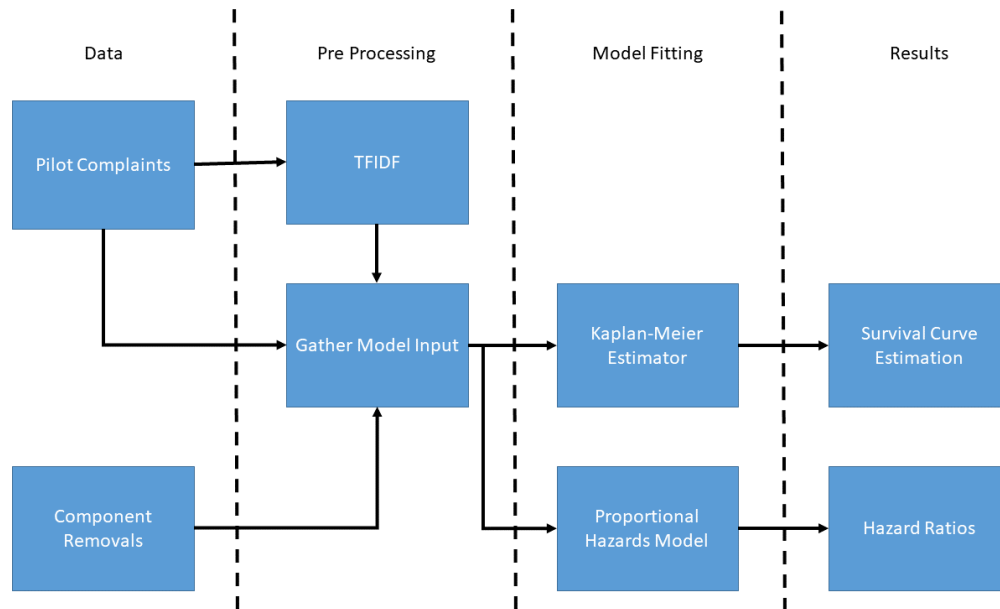 Data
Pre Processing
Model Fitting
Results
Pilot Complaints
TFIDF
Gather Model Input
Kaplan-Meier
Estimator
Survival Curve
Estimation
Component
Removals
Proportional
Hazards Model
Hazard Ratios